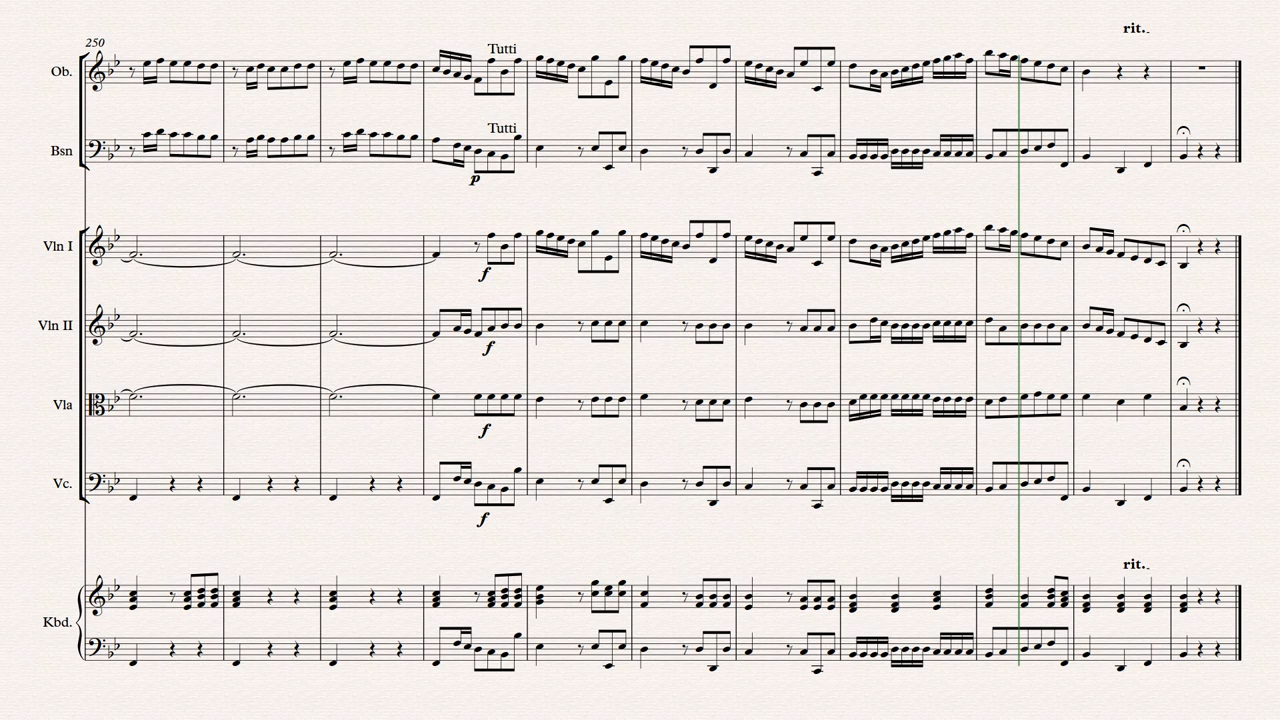 rit.
250
Ob.
Tutti
Bsn
Tutti
p
Vln I
f
Vln II
f
Vla
f
Vc.
f
rit.
Kbd.